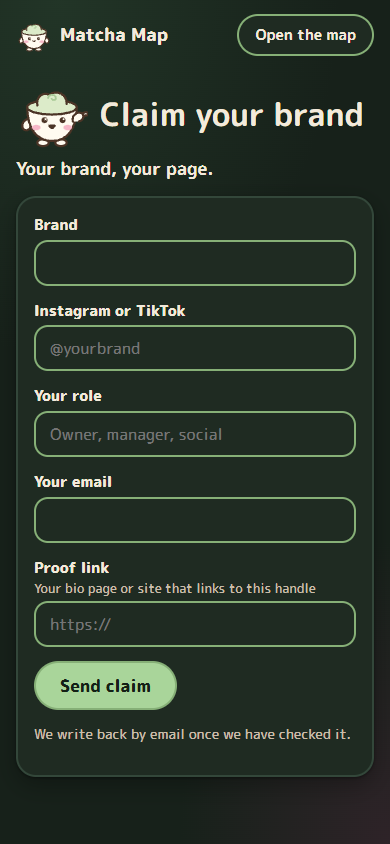 Matcha Map
Open the map
Claim your brand
Your brand, your page.
Brand
Instagram or TikTok
@yourbrand
Your role
Owner, manager, social
Your email
Proof link
Your bio page or site that links to this handle
https://
Send claim
We write back by email once we have checked it.